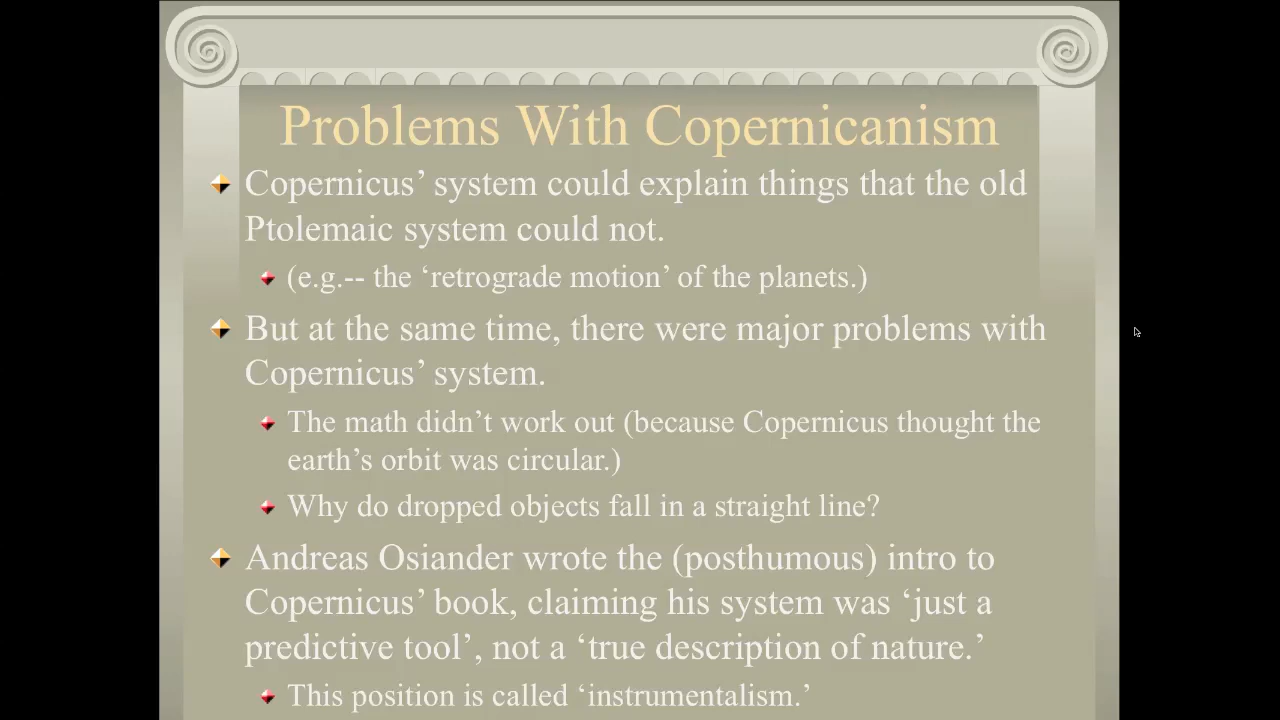 Problems With Copernicanism
Copernicus’ system could explain things that the old
Ptolemaic system could not.
(e.g.-- the ‘retrograde motion’ of the planets.)
But at the same time, there were major problems with
Copernicus’ system.
The math didn’t work out (because Copernicus thought the
earth’s orbit was circular.)
Why do dropped objects fall in a straight line?
Andreas Osiander wrote the (posthumous) intro to
Copernicus’ book, claiming his system was ‘just a
predictive tool’, not a ‘true description of nature.’
This position is called ‘instrumentalism.’